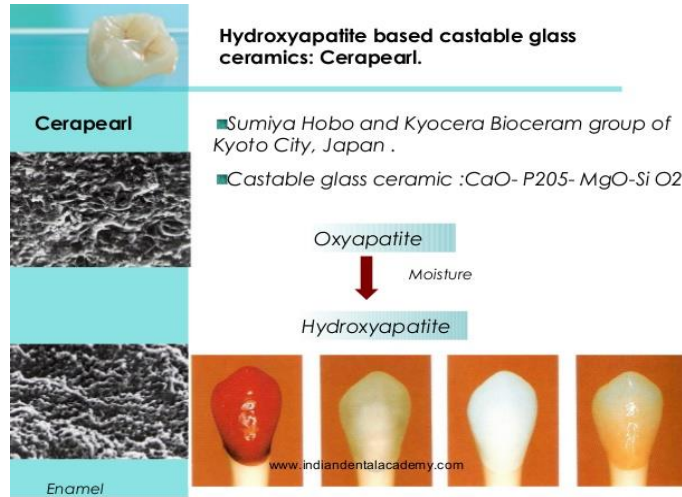 Hydroxyapatite based castable glass
ceramics: Cerapearl.
Cerapearl
Sumiya Hobo and Kyocera Bioceram group of
Kyoto City, Japan .
Castable glass ceramic :CaO- P205- MgO-Si O2
Oxyapatite
Moisture
Hydroxyapatite
www.indiandentalacademy.com
Enamel